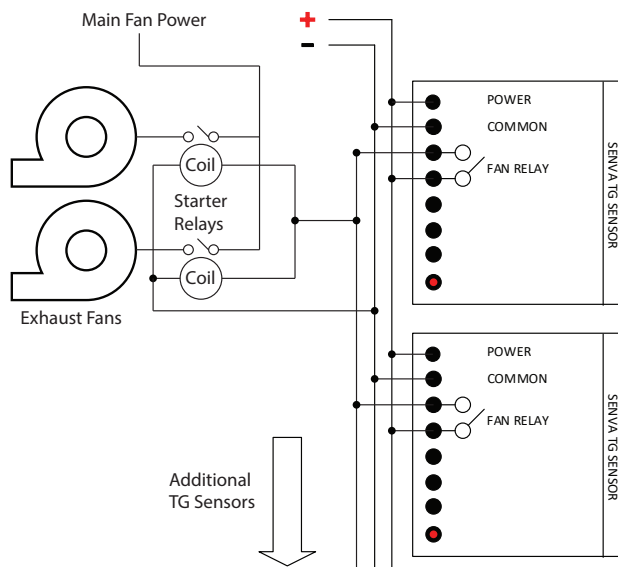 Main Fan Power
+
-
POWER
COMMON
FAN RELAY
SENVA TG SENSOR
Coil
Starter
Relays
Coil
Exhaust Fans
POWER
COMMON
FAN RELAY
SENVA TG SENSOR
Additional
TG Sensors